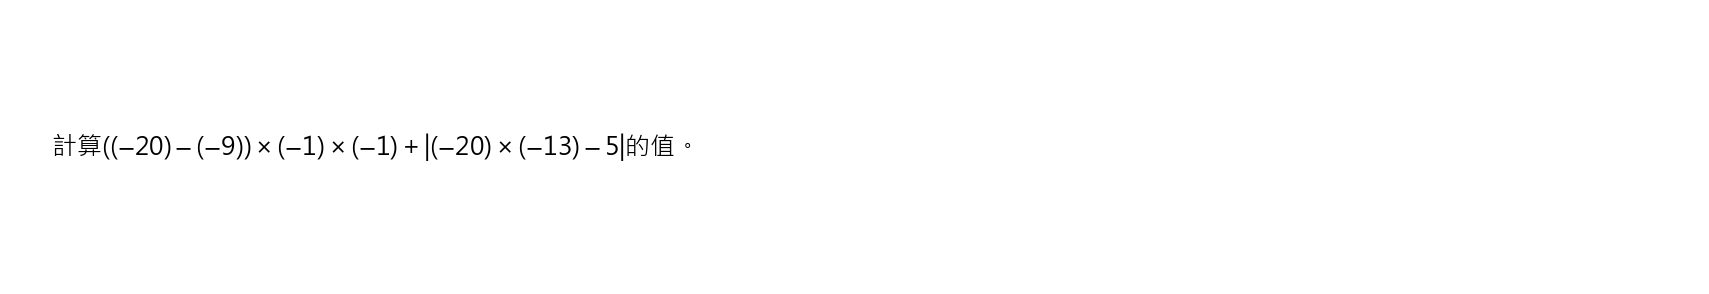 計算((−20) − (−9)) × (−1) × (−1) + |(−20) × (−13) − 5|的值。